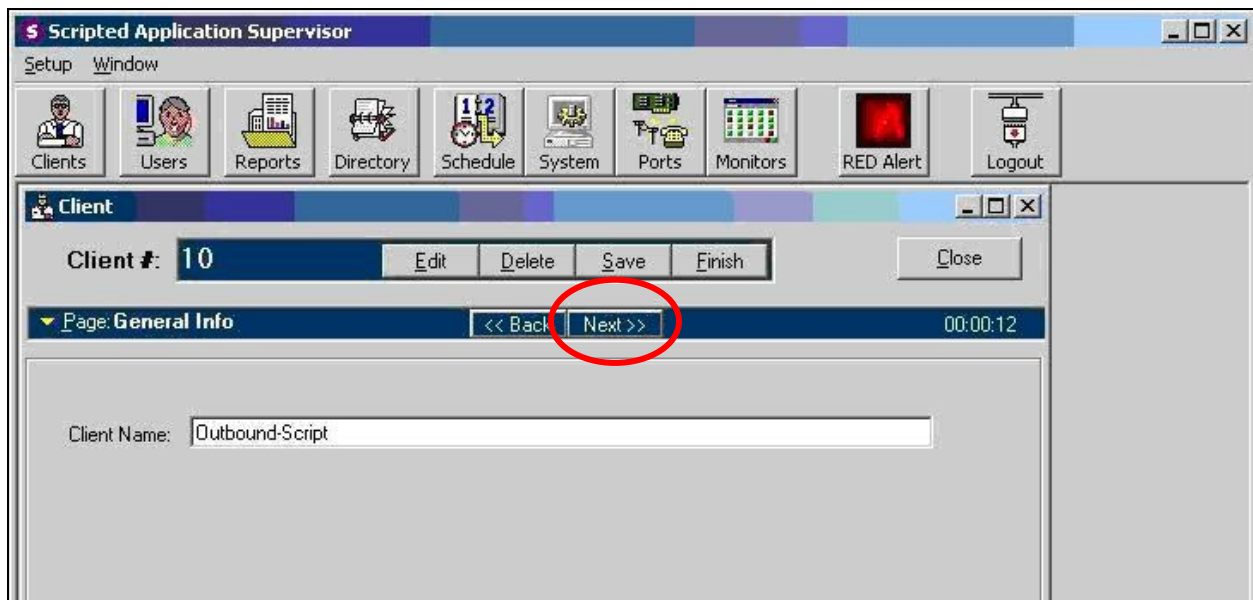 S Scripted Application Supervisor
Setup Window
Clients Users Reports Directory Schedule System Ports Monitors RED Alert Logout
Client
Client #: 10 Edit Delete Save Finish Close
Page: General Info << Back Next >> 00:00:12
Client Name: Outbound-Script